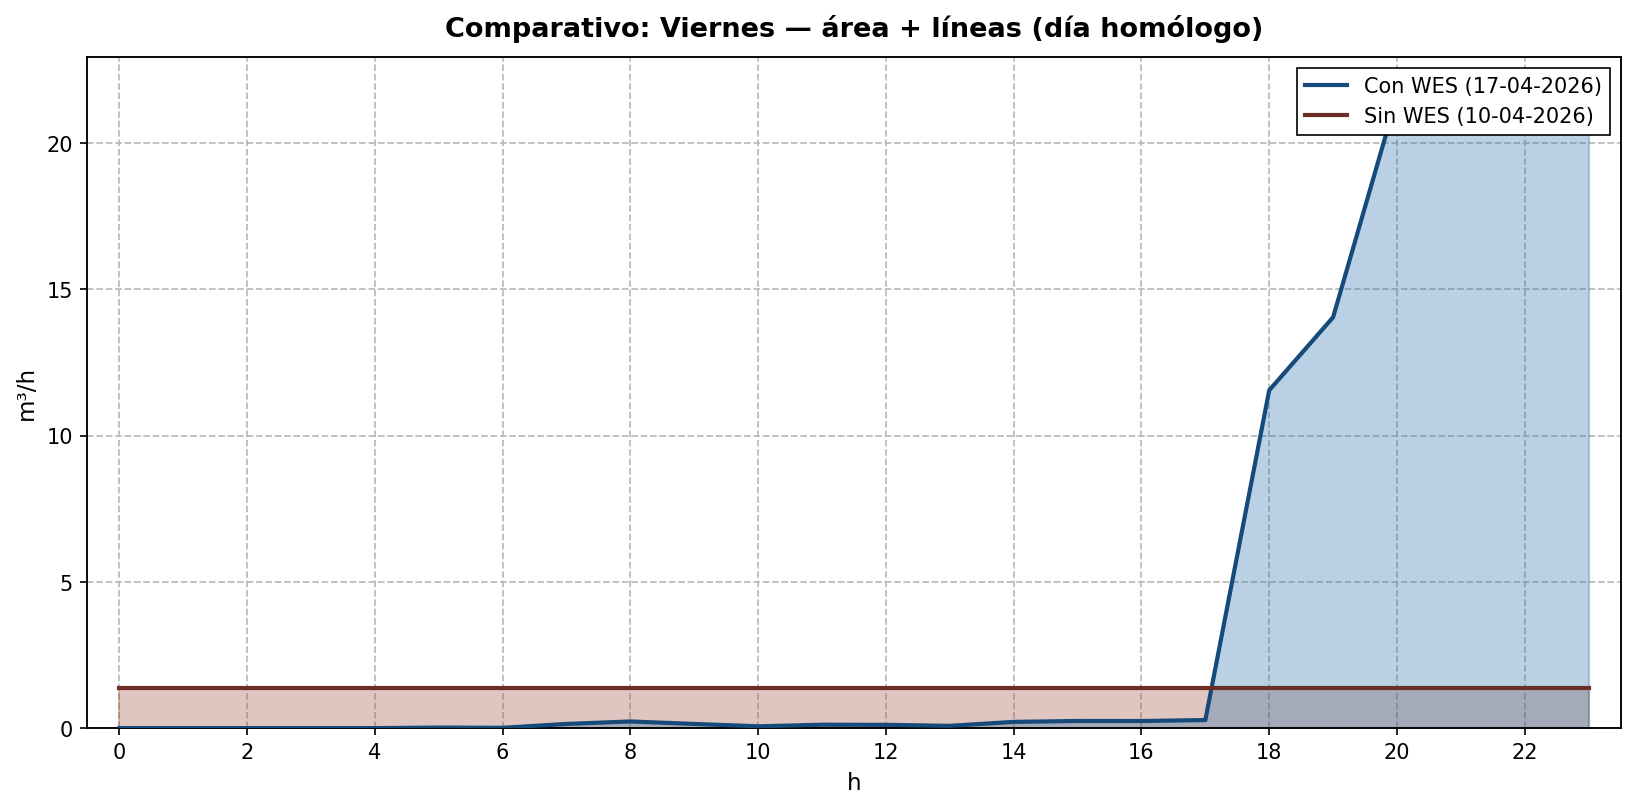 Comparativo: Viernes — área + líneas (día homólogo)
Con WES (17-04-2026)
Sin WES (10-04-2026)
20
15
10
5
0
m³/h
0 2 4 6 8 10 12 14 16 18 20 22
h